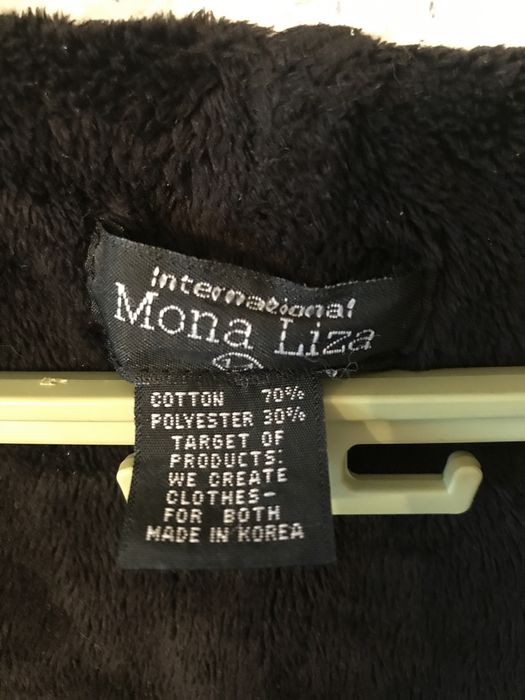 international
Mona Liza
COTTON 70%
POLYESTER 30%
TARGET OF
PRODUCTS:
WE CREATE
CLOTHES-
FOR BOTH
MADE IN KOREA